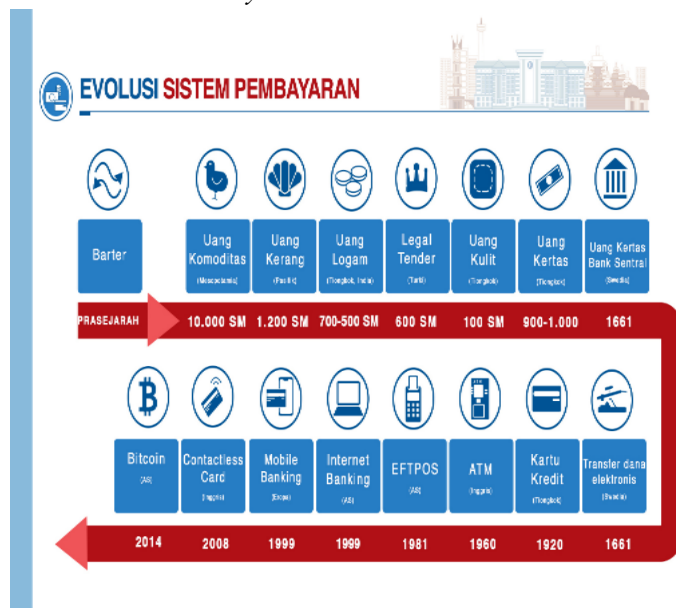 EVOLUSI SISTEM PEMBAYARAN
Barter
Uang
Komoditas
(Mesopotamia)
Uang
Kerang
(Pasifik)
Uang
Logam
(Tiongkok, India)
Legal
Tender
(Turki)
Uang
Kulit
(Tiongkok)
Uang
Kertas
(Tiongkok)
Uang Kertas
Bank Sentral
(Swedia)
PRASEJARAH
10.000 SM
1.200 SM
700-500 SM
600 SM
100 SM
900-1.000
1661
Bitcoin
(AS)
Contactless
Card
(Inggris)
Mobile
Banking
(Eropa)
Internet
Banking
(AS)
EFTPOS
(AS)
ATM
(Inggris)
Kartu
Kredit
(Tiongkok)
Transfer dana
elektronis
(Swedia)
2014
2008
1999
1999
1981
1960
1920
1661